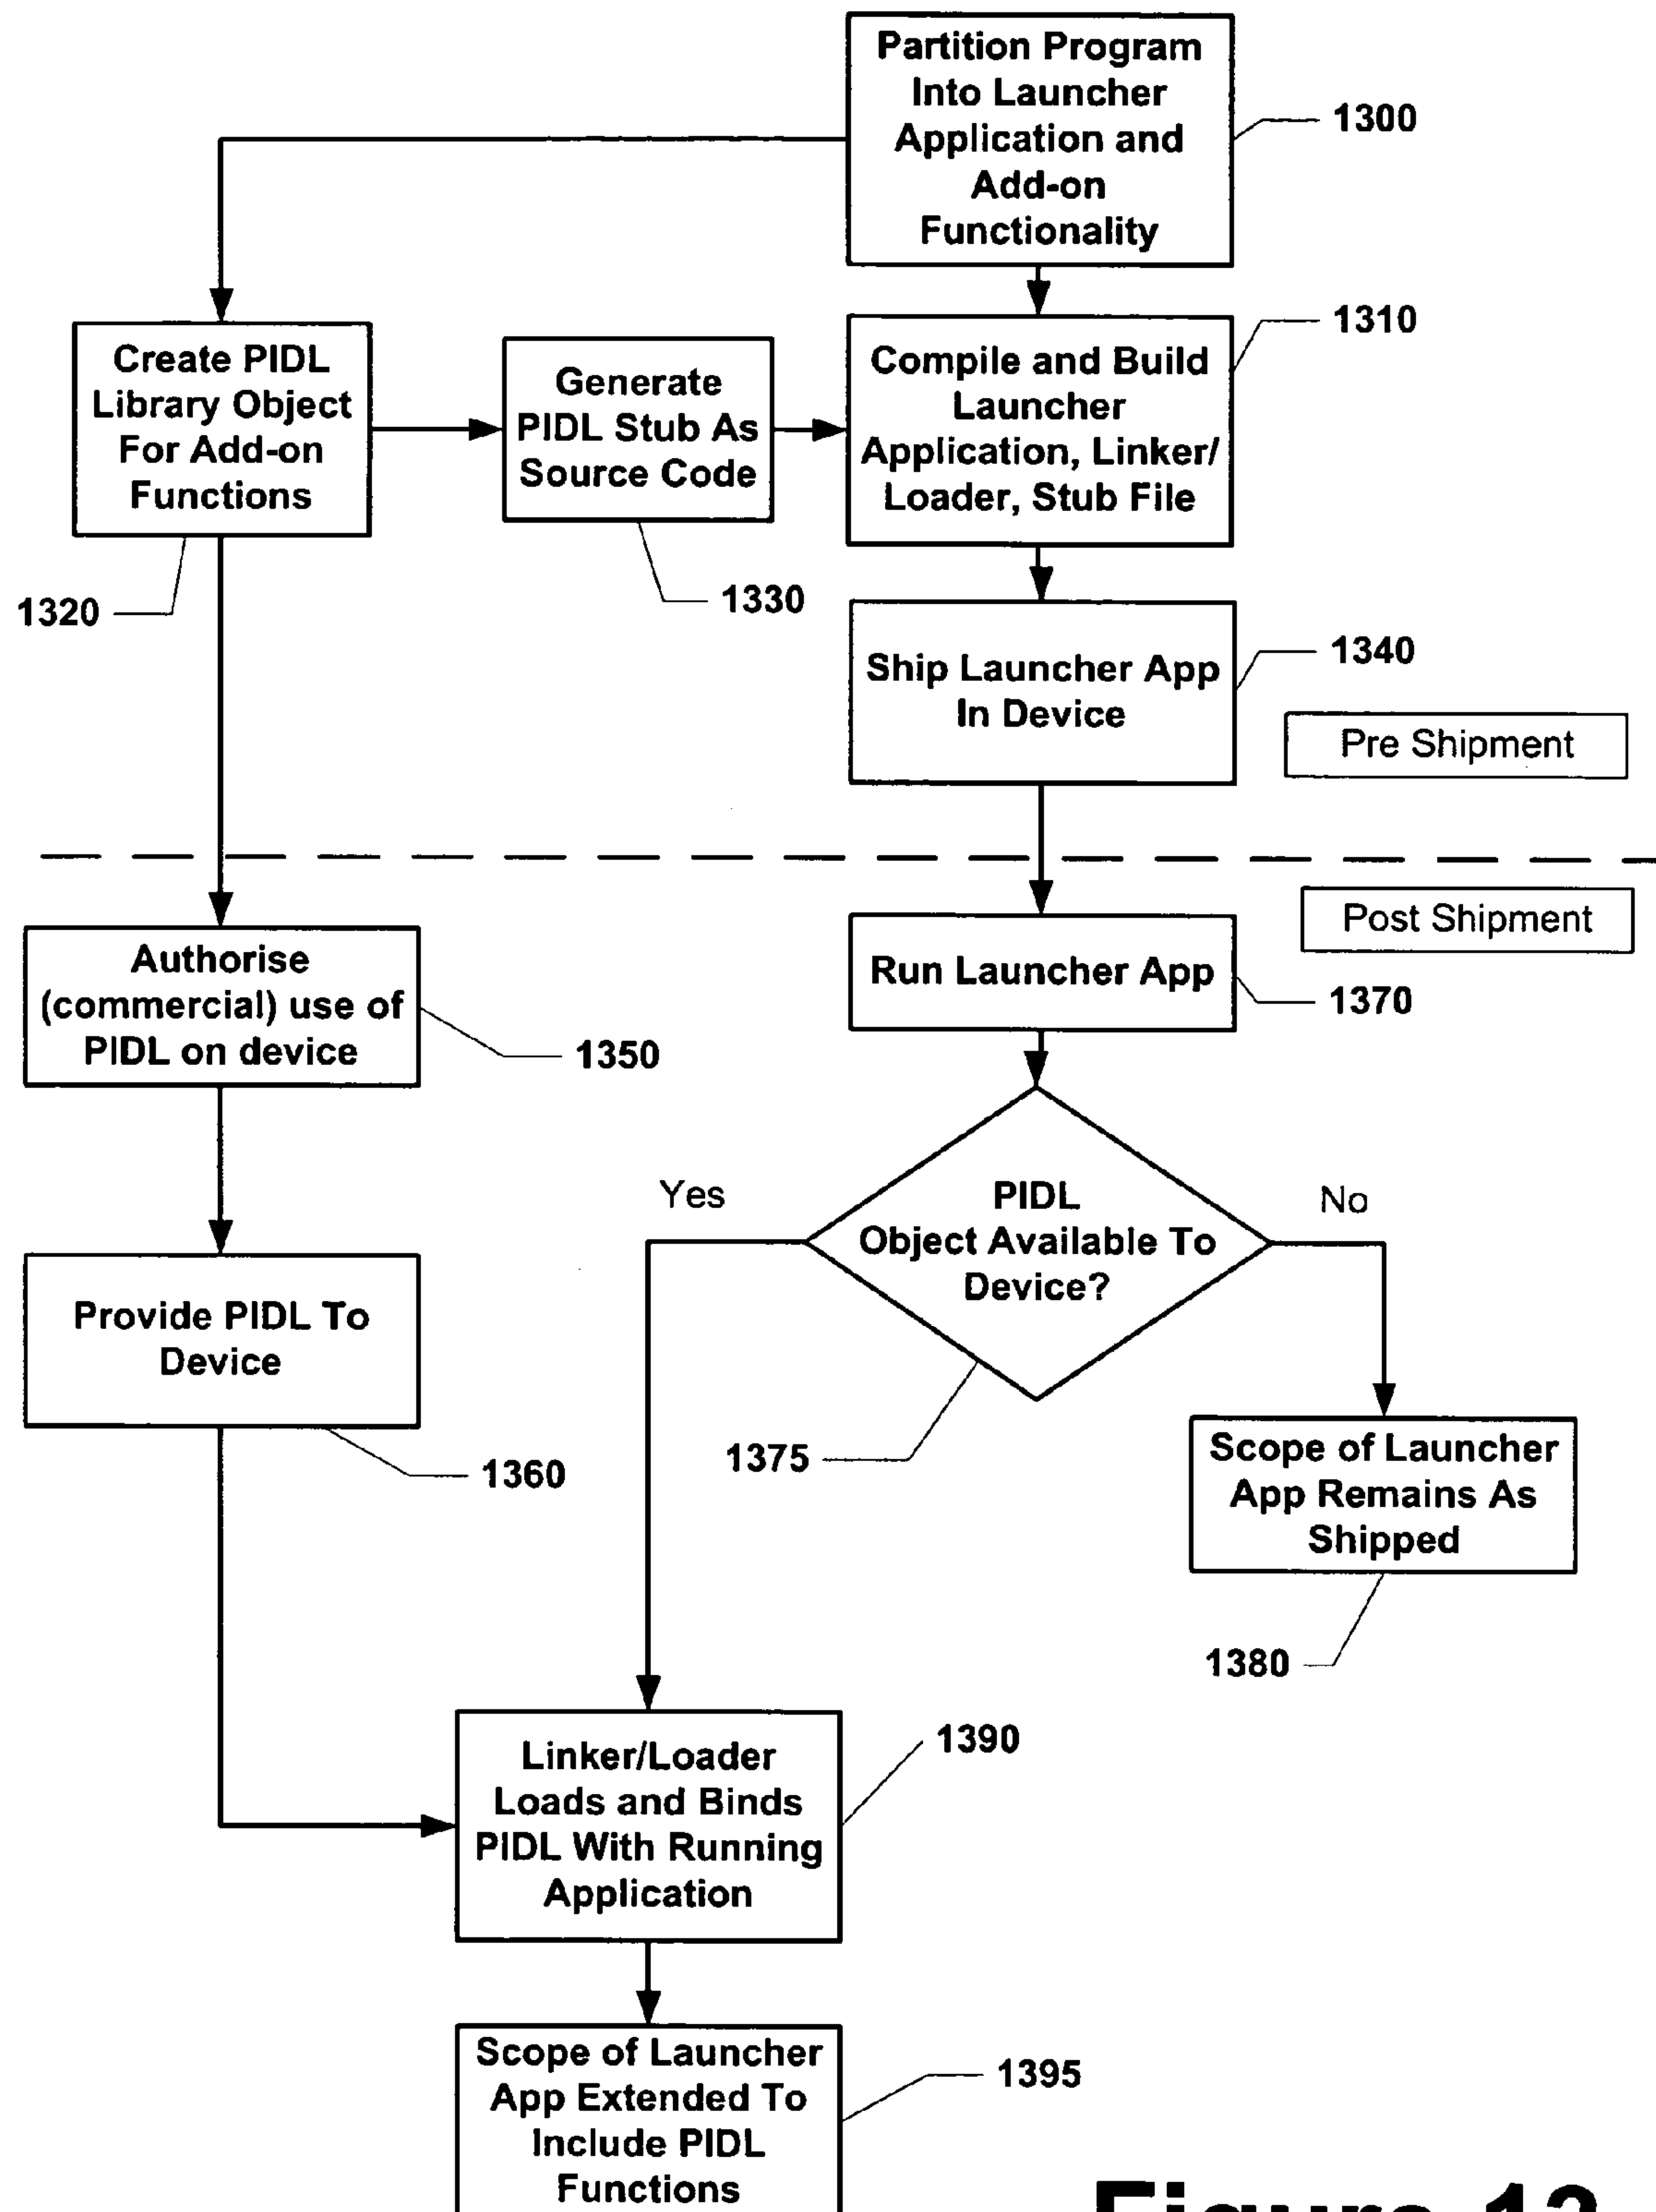 Partition Program
Into Launcher
Application and
Add-on
Functionality
1300
Create PIDL
Library Object
For Add-on
Functions
1320
Generate
PIDL Stub As
Source Code
1330
Compile and Build
Launcher
Application, Linker/
Loader, Stub File
1310
Ship Launcher App
In Device
1340
Pre Shipment
Post Shipment
Authorise
(commercial) use of
PIDL on device
1350
Run Launcher App
1370
Provide PIDL To
Device
1360
Yes
PIDL
Object Available To
Device?
No
1375
Scope of Launcher
App Remains As
Shipped
1380
Linker/Loader
Loads and Binds
PIDL With Running
Application
1390
Scope of Launcher
App Extended To
Include PIDL
Functions
1395
Figure 13